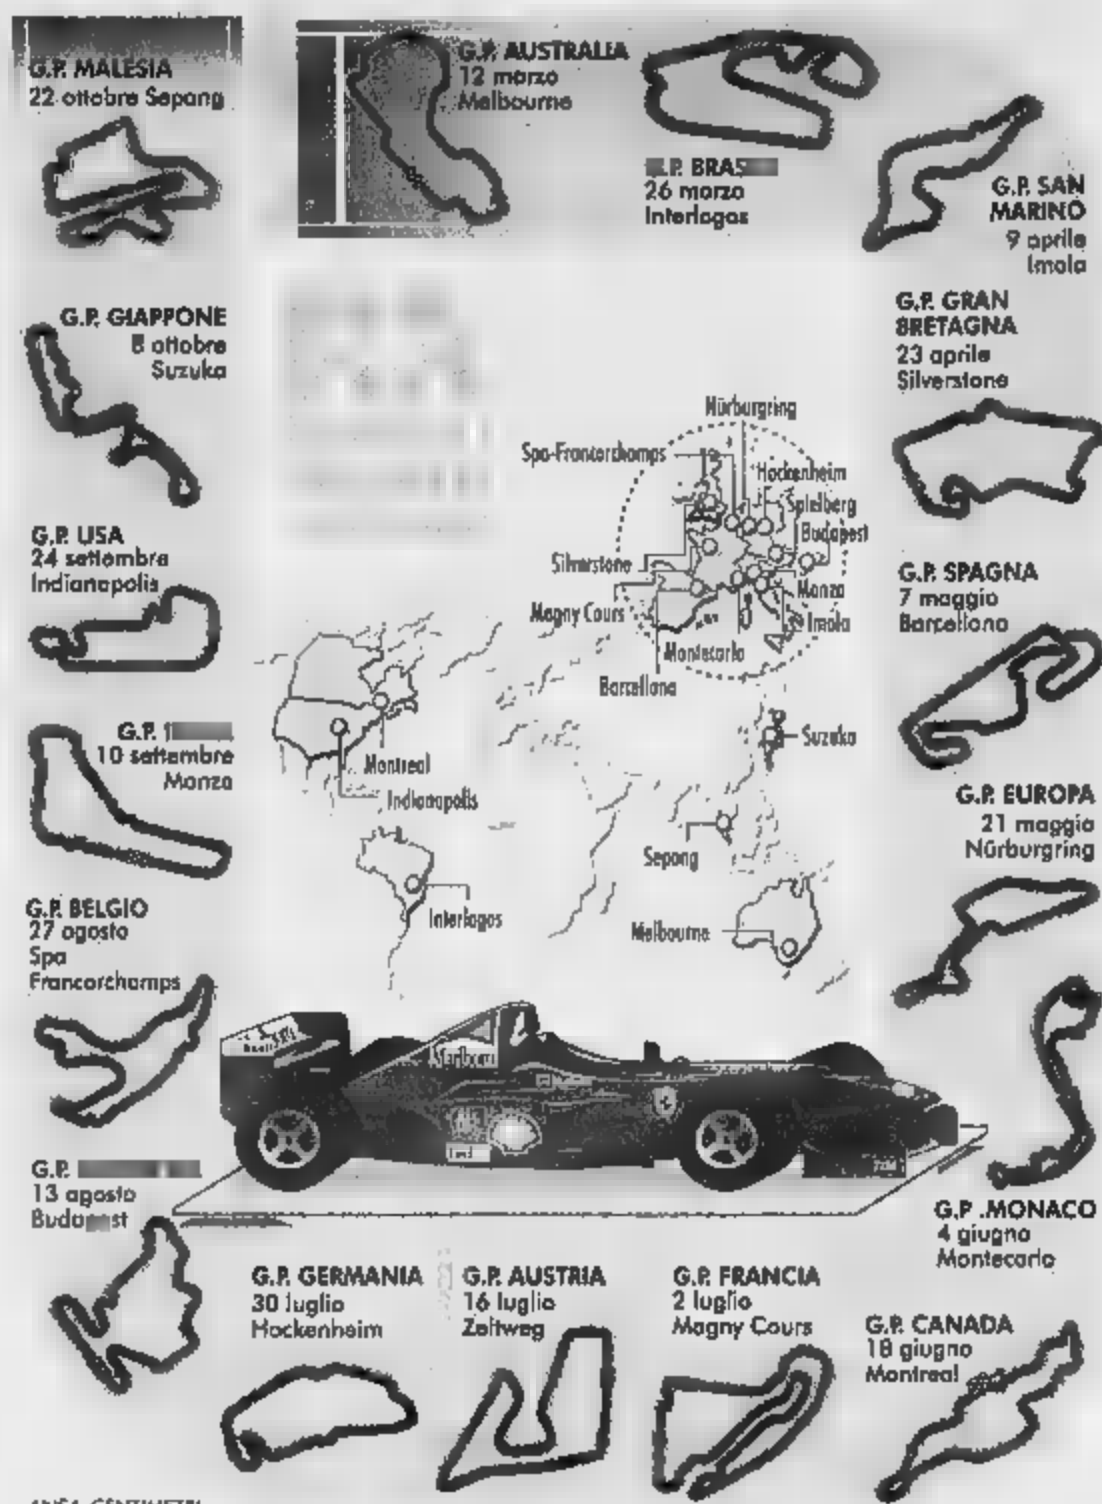 G.P. MALESIA
22 ottobre Sepang
G.P. AUSTRALIA
12 marzo
Melbourne
26 marzo
Interlagos
G.P. SAN
MARINO
9 aprile
Imola
G.P. GIAPPONE
8 ottobre
Suzuka
G.P. GRAN
BRETAGNA
23 aprile
Silverstone
G.P. USA
24 settembre
Indianapolis
G.P. SPAGNA
7 maggio
Barcellona
G.P.
10 settembre
Monza
G.P. EUROPA
21 maggio
Nürburgring
G.P. BELGIO
27 agosto
Spa
Francorchamps
G.P.
13 agosto
Budapest
G.P. .MONACO
4 giugno
Montecarlo
G.P. GERMANIA
30 luglio
Hockenheim
G.P. AUSTRIA
16 luglio
Zeltweg
G.P. FRANCIA
2 luglio
Magny Cours
G.P. CANADA
18 giugno
Montreal
Nürburgring
Spa-Francorchamps
Hockenheim
Spielberg
Budapest
Silverstone
Monza
Magny Cours
Imola
Montecarlo
Barcellona
Suzuka
Montreal
Indianapolis
Sepang
Interlagos
Melbourne
Marlboro